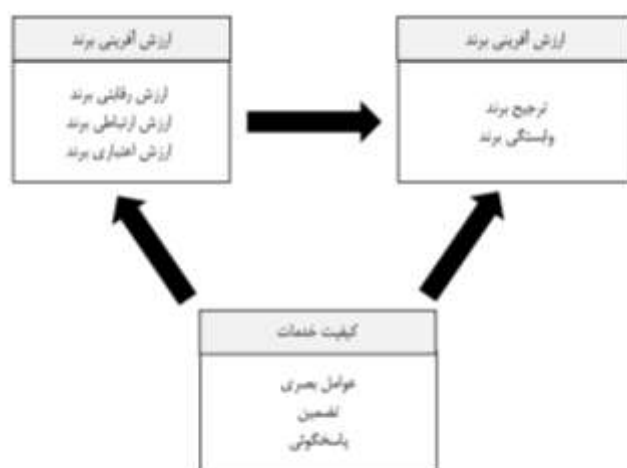 ارزش آفرینی برند
ترجیح برند
وابستگی برند
ارزش آفرینی برند
ارزش رقابتی برند
ارزش ارتباطی برند
ارزش اعتباری برند
کیفیت خدمات
عوامل بصری
تضمین
پاسخگوئی